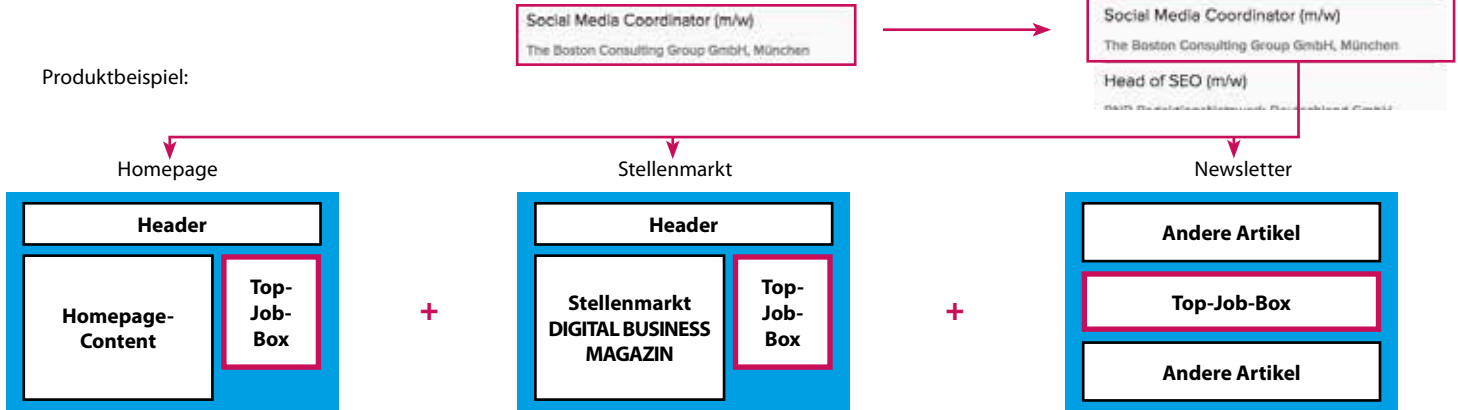 Social Media Coordinator (m/w)
The Boston Consulting Group GmbH, München
Social Media Coordinator (m/w)
The Boston Consulting Group GmbH, München
Head of SEO (m/w)
Produktbeispiel:
Homepage
Stellenmarkt
Newsletter
Header
Homepage-
Content
Top-
Job-
Box
+
Header
Stellenmarkt
DIGITAL BUSINESS
MAGAZIN
Top-
Job-
Box
+
Andere Artikel
Top-Job-Box
Andere Artikel